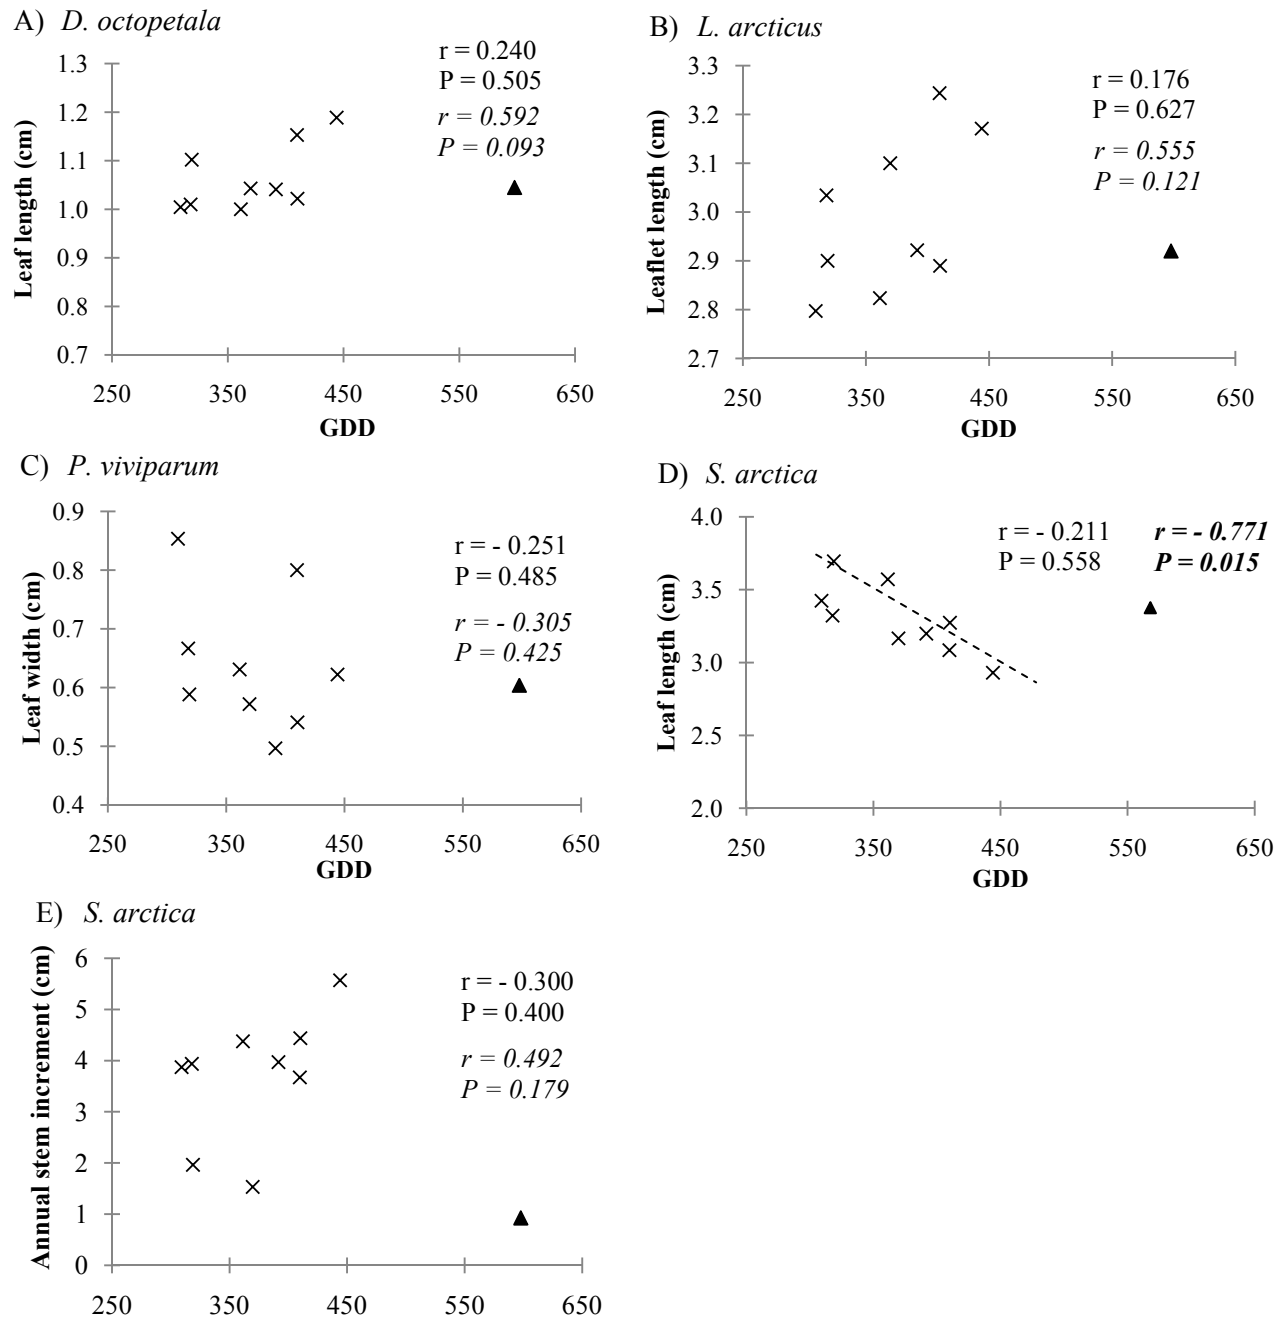 A) D. octopetala
r = 0.240
P = 0.505
r = 0.592
P = 0.093
Leaf length (cm)
1.3
1.2
1.1
1.0
0.9
0.8
0.7
250 350 450 550 650
GDD
B) L. arcticus
r = 0.176
P = 0.627
r = 0.555
P = 0.121
Leaflet length (cm)
3.3
3.2
3.1
3.0
2.9
2.8
2.7
250 350 450 550 650
GDD
C) P. viviparum
r = - 0.251
P = 0.485
r = - 0.305
P = 0.425
Leaf width (cm)
0.9
0.8
0.7
0.6
0.5
0.4
250 350 450 550 650
GDD
D) S. arctica
r = - 0.211 r = - 0.771
P = 0.558 P = 0.015
Leaf length (cm)
4.0
3.5
3.0
2.5
2.0
250 350 450 550 650
GDD
E) S. arctica
r = - 0.300
P = 0.400
r = 0.492
P = 0.179
Annual stem increment (cm)
6
5
4
3
2
1
0
250 350 450 550 650